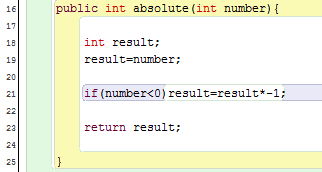 16 public int absolute(int number){
17
18 int result;
19 result=number;
20
21 if(number<0)result=result*-1;
22
23 return result;
24
25 }